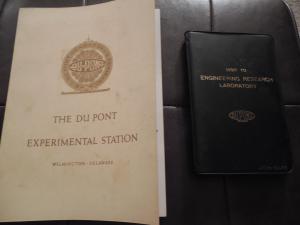 DU PONT
THE DU PONT
EXPERIMENTAL STATION
WILMINGTON · DELAWARE
VISIT TO
ENGINEERING RESEARCH
LABORATORY
DU PONT